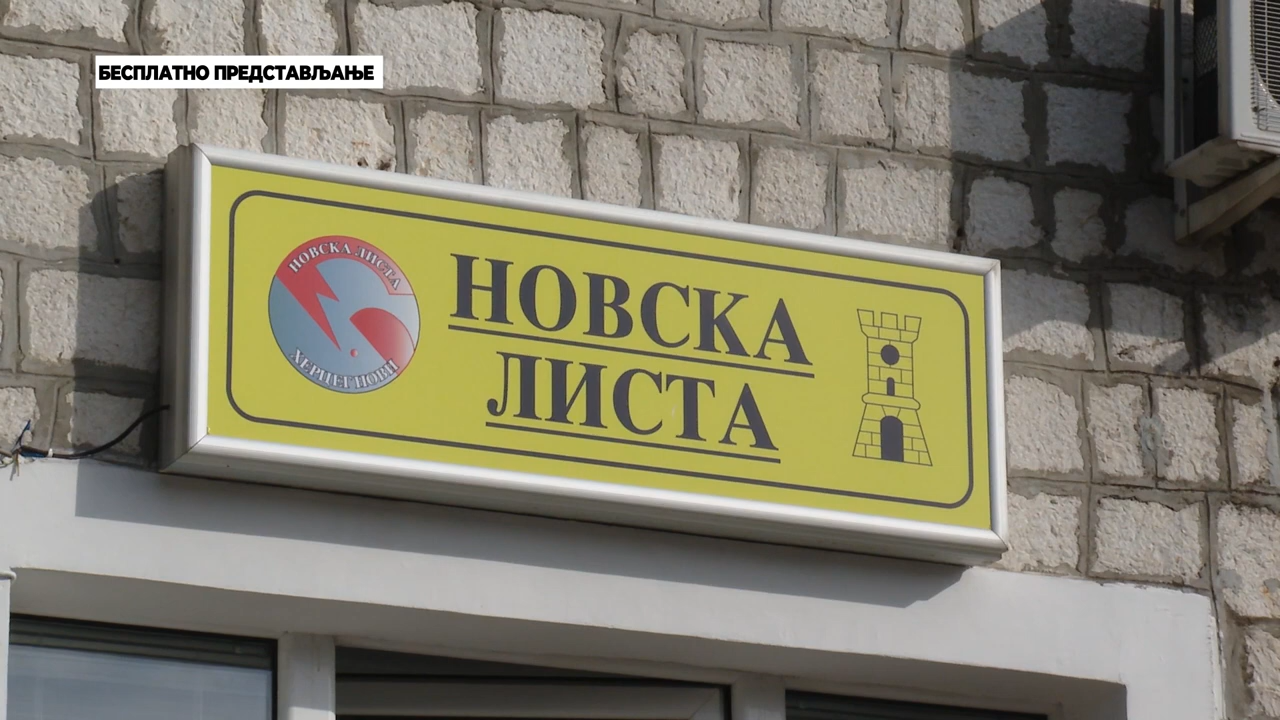 БЕСПЛАТНО ПРЕДСТАВЉАЊЕ
НОВСКА ЛИСТА
ХЕРЦЕГ НОВИ
НОВСКА
ЛИСТА